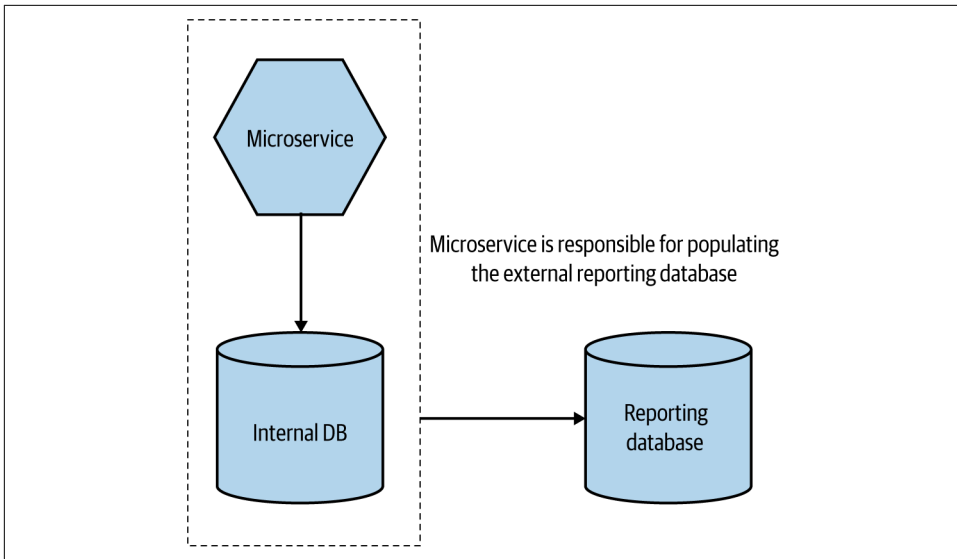 Microservice
Microservice is responsible for populating
the external reporting database
Internal DB
Reporting
database